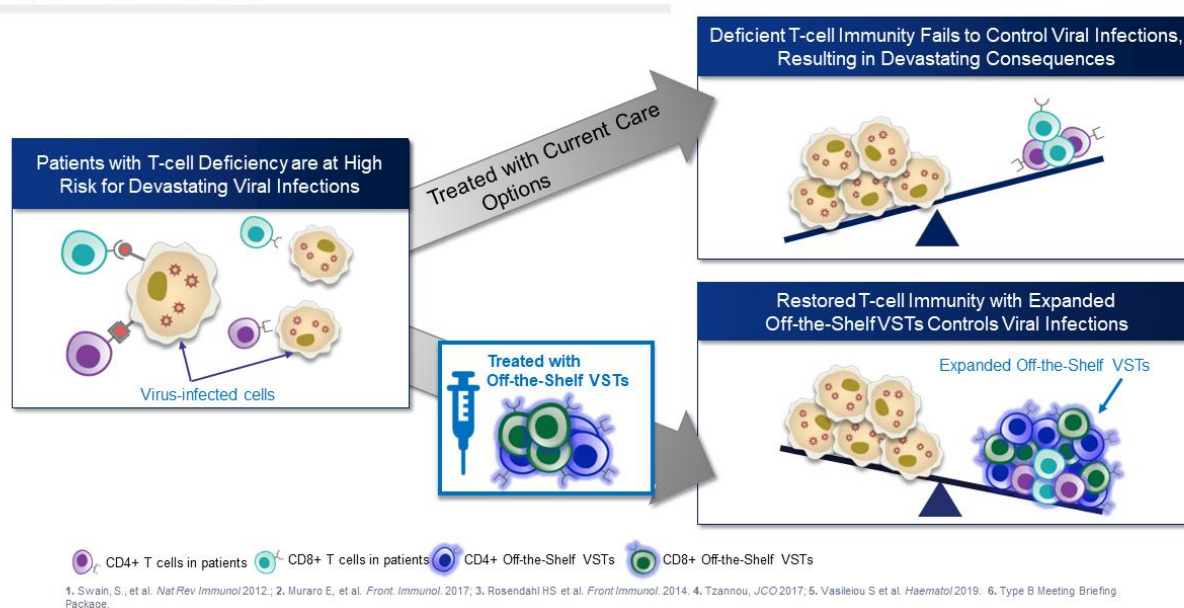 Patients with T-cell Deficiency are at High
Risk for Devastating Viral Infections
Virus-infected cells
Treated with Current Care
Options
Treated with
Off-the-Shelf VSTs
Deficient T-cell Immunity Fails to Control Viral Infections,
Resulting in Devastating Consequences
Restored T-cell Immunity with Expanded
Off-the-Shelf VSTs Controls Viral Infections
Expanded Off-the-Shelf VSTs
CD4+ T cells in patients
CD8+ T cells in patients
CD4+ Off-the-Shelf VSTs
CD8+ Off-the-Shelf VSTs
1. Swain, S., et al. Nat Rev Immunol 2012.; 2. Muraro E, et al. Front. Immunol. 2017; 3. Rosendahl HS et al. Front Immunol. 2014. 4. Tzannou, JCO 2017; 5. Vasileiou S et al. Haematol 2019. 6. Type B Meeting Briefing
Package.